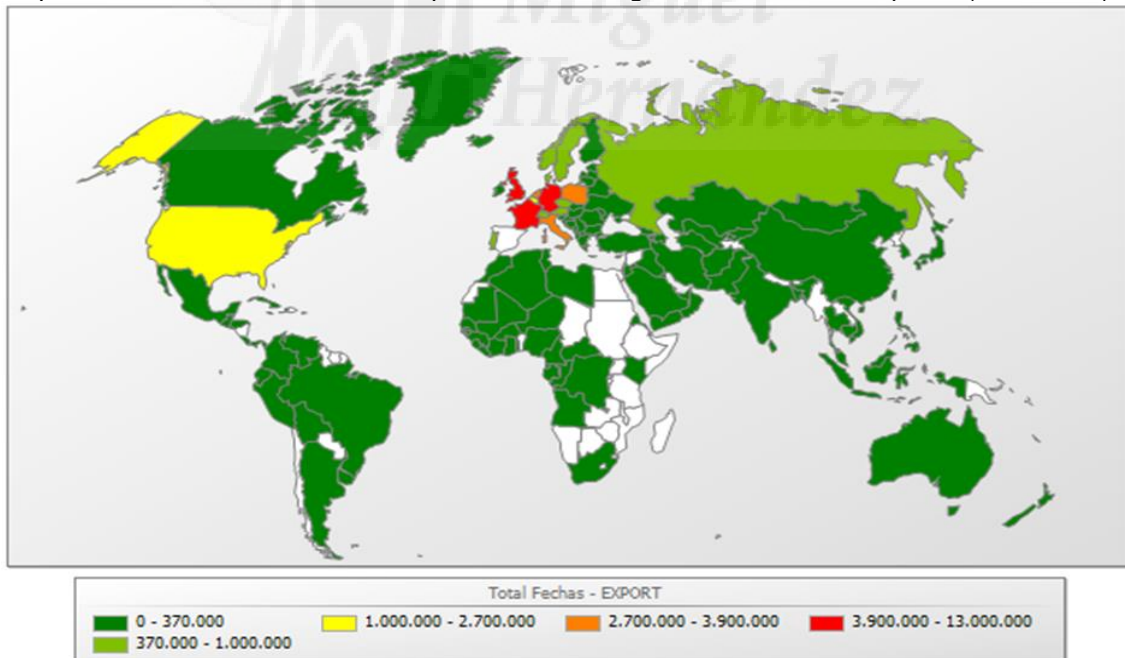 Miguel
Hernández
Total Fechas - EXPORT
0 - 370.000
1.000.000 - 2.700.000
2.700.000 - 3.900.000
3.900.000 - 13.000.000
370.000 - 1.000.000